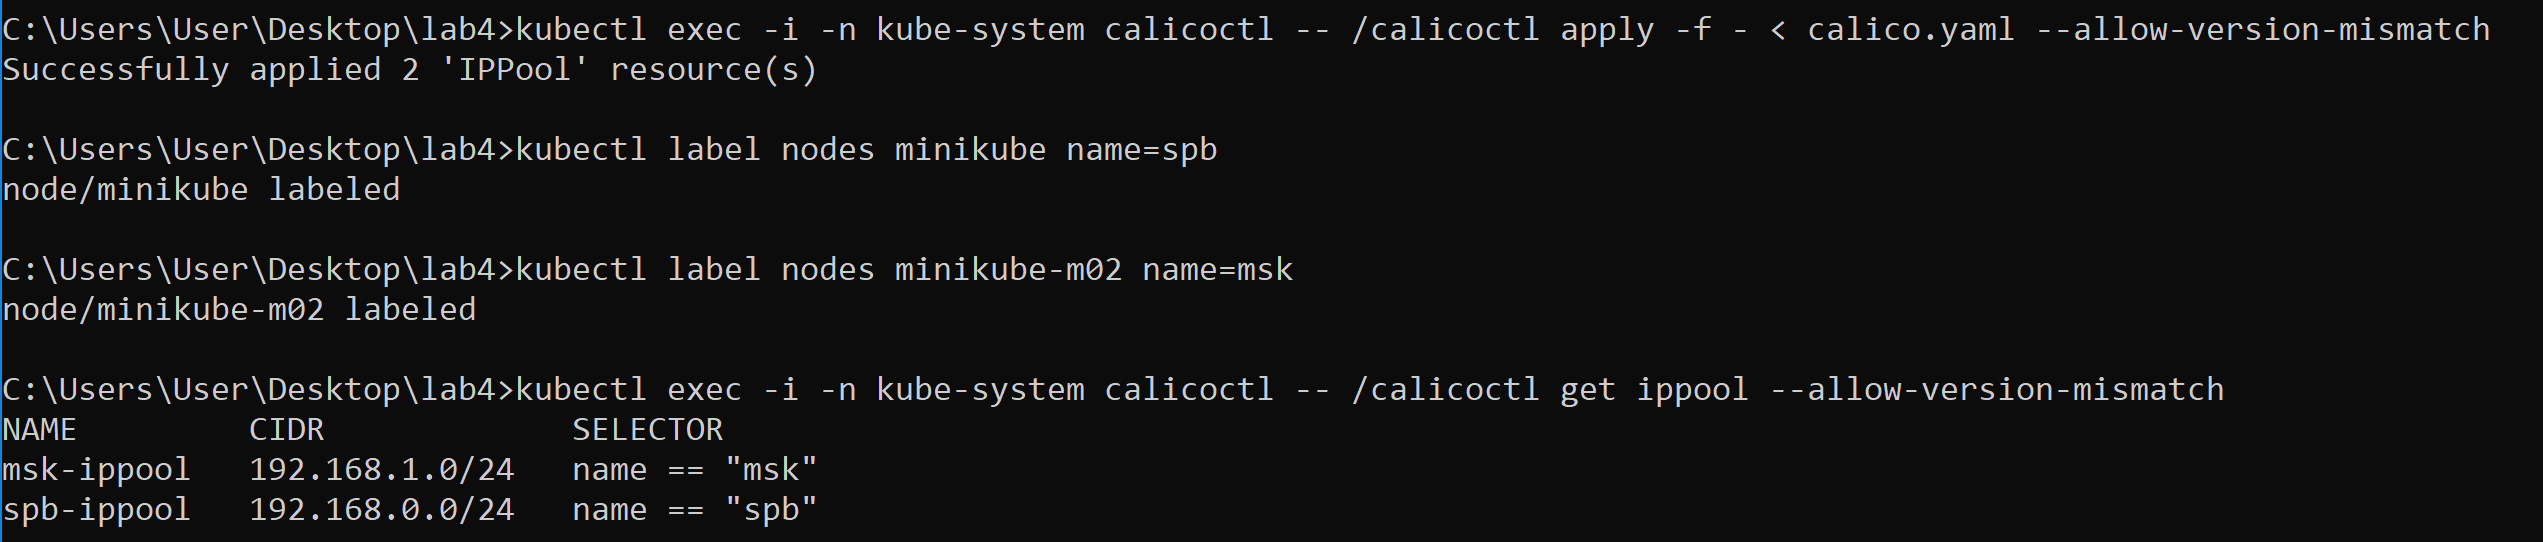 C:\Users\User\Desktop\lab4>kubectl exec -i -n kube-system calicoctl -- /calicoctl apply -f - < calico.yaml --allow-version-mismatch
Successfully applied 2 'IPPool' resource(s)
C:\Users\User\Desktop\lab4>kubectl label nodes minikube name=spb
node/minikube labeled
C:\Users\User\Desktop\lab4>kubectl label nodes minikube-m02 name=msk
node/minikube-m02 labeled
C:\Users\User\Desktop\lab4>kubectl exec -i -n kube-system calicoctl -- /calicoctl get ippool --allow-version-mismatch
NAME         CIDR             SELECTOR
msk-ippool   192.168.1.0/24   name == "msk"
spb-ippool   192.168.0.0/24   name == "spb"